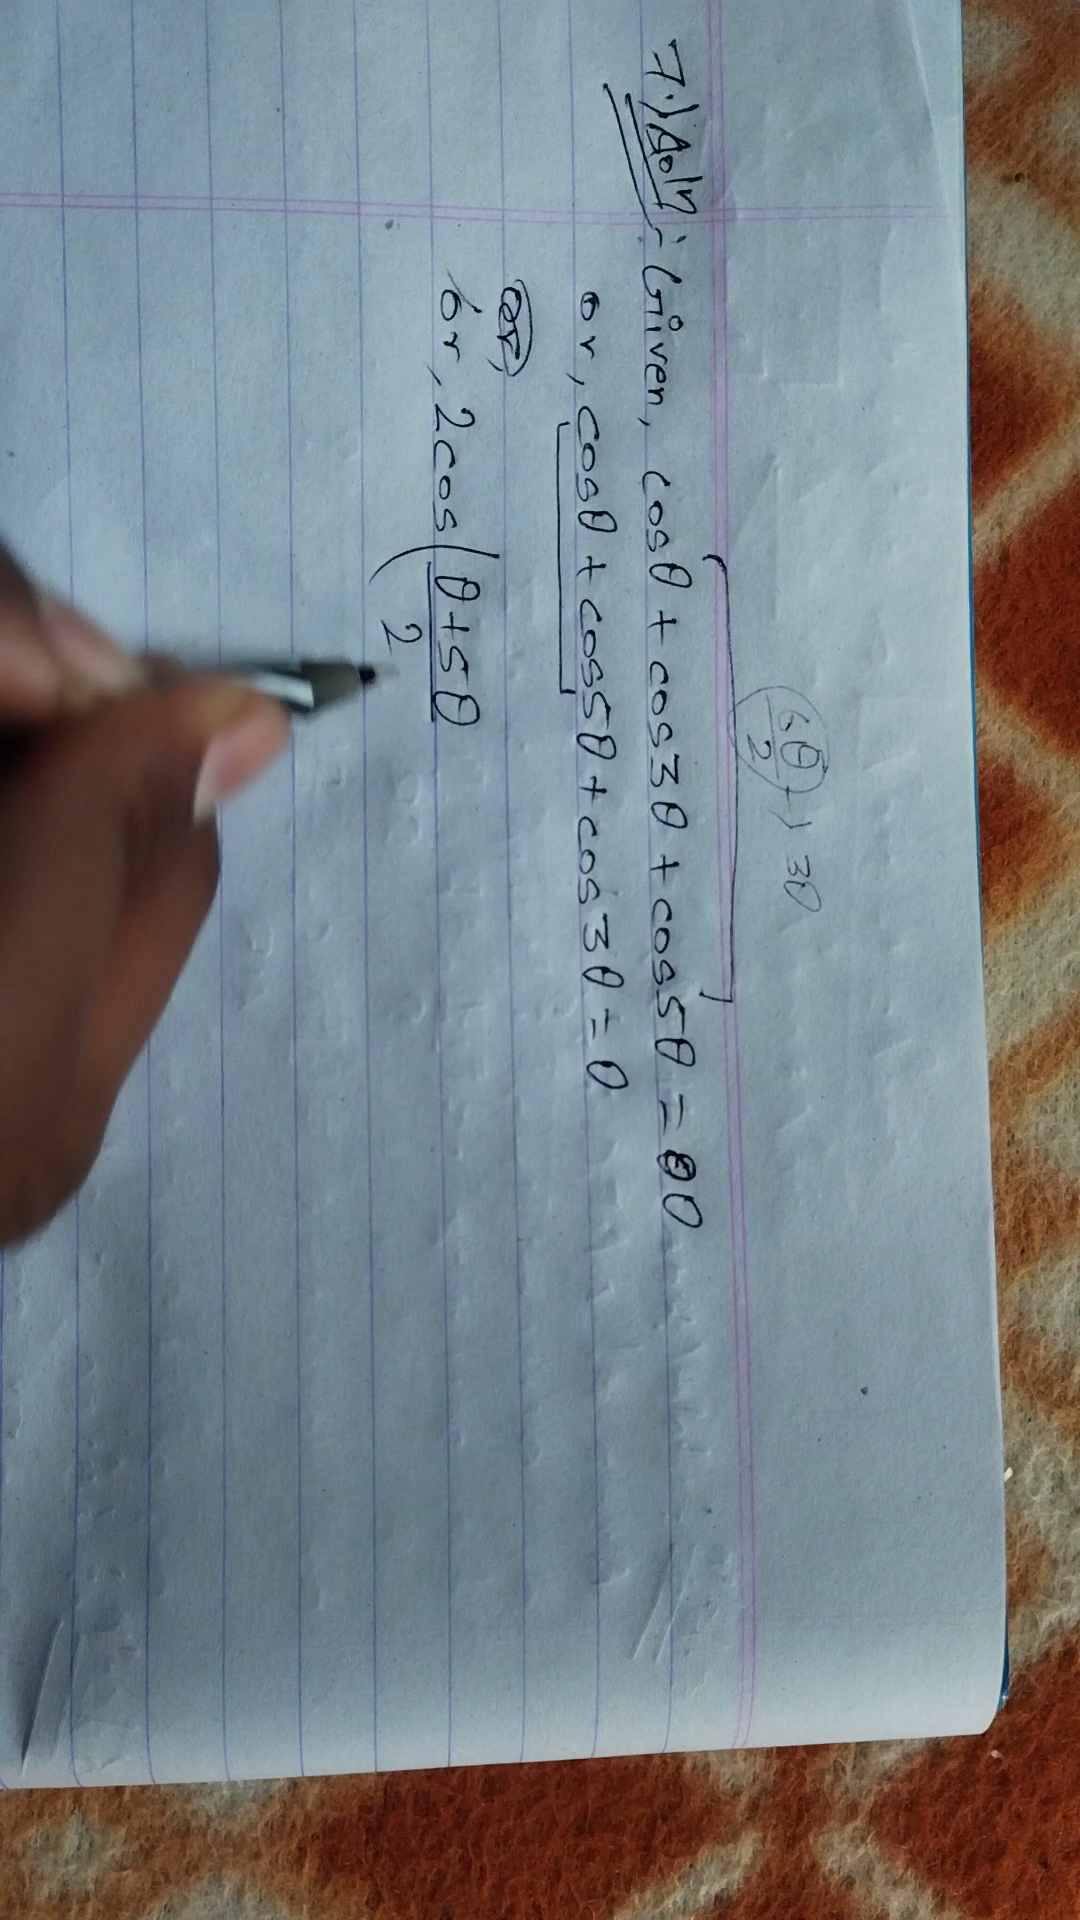 6θ/2 → 3θ
7.) Soln:- Given, cosθ + cos3θ + cos5θ = 0
or, cosθ + cos5θ + cos3θ = 0
or,
or, 2cos(θ+5θ/2